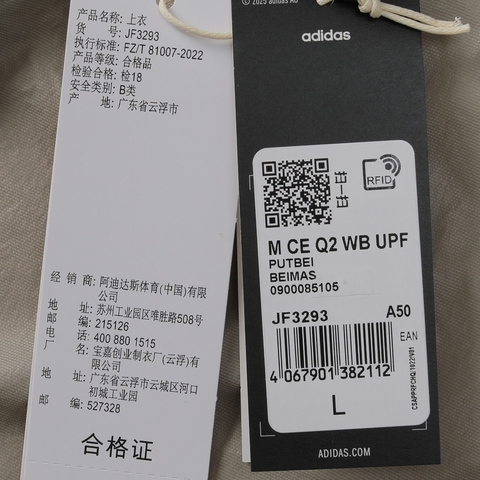 产品名称: 上衣
货 号: JF3293
执行标准: FZ/T 81007-2022
产品等级: 合格品
检验合格: 检18
安全类别: B类
产 地: 广东省云浮市
经 销 商: 阿迪达斯体育(中国)有限
公司
地 址: 苏州工业园区唯胜路508号
邮 编: 215126
电 话: 400 880 1515
厂 名: 宝嘉创业制衣厂(云浮)有
限公司
地 址: 广东省云浮市云城区河口
初城工业园
邮 编: 527328
合格证
© 2025 adidas AG
adidas
RFID
M CE Q2 WB UPF
PUTBEI
BEIMAS
0900085105
JF3293 A50
EAN
4 067901 382112
L
ADIDAS.COM